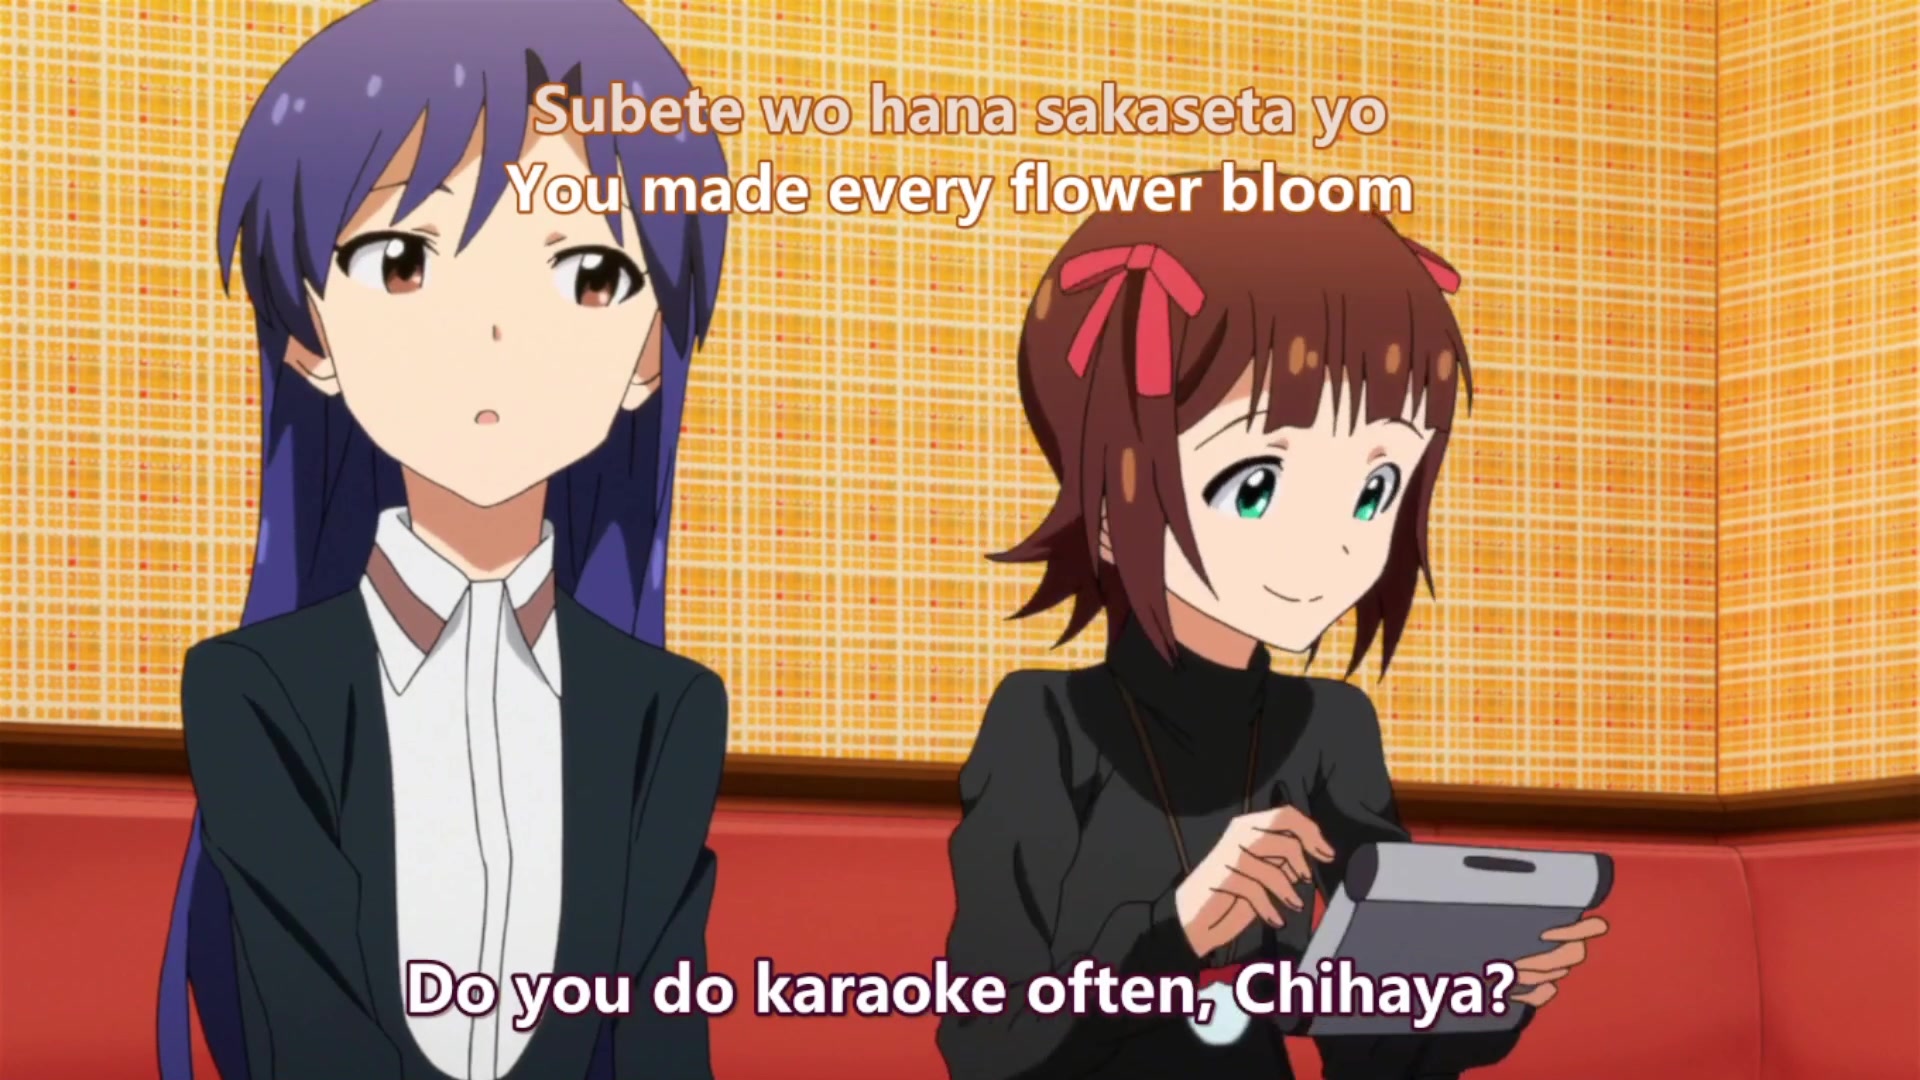 Subete wo hana sakaseta yo
You made every flower bloom
Do you do karaoke often, Chihaya?